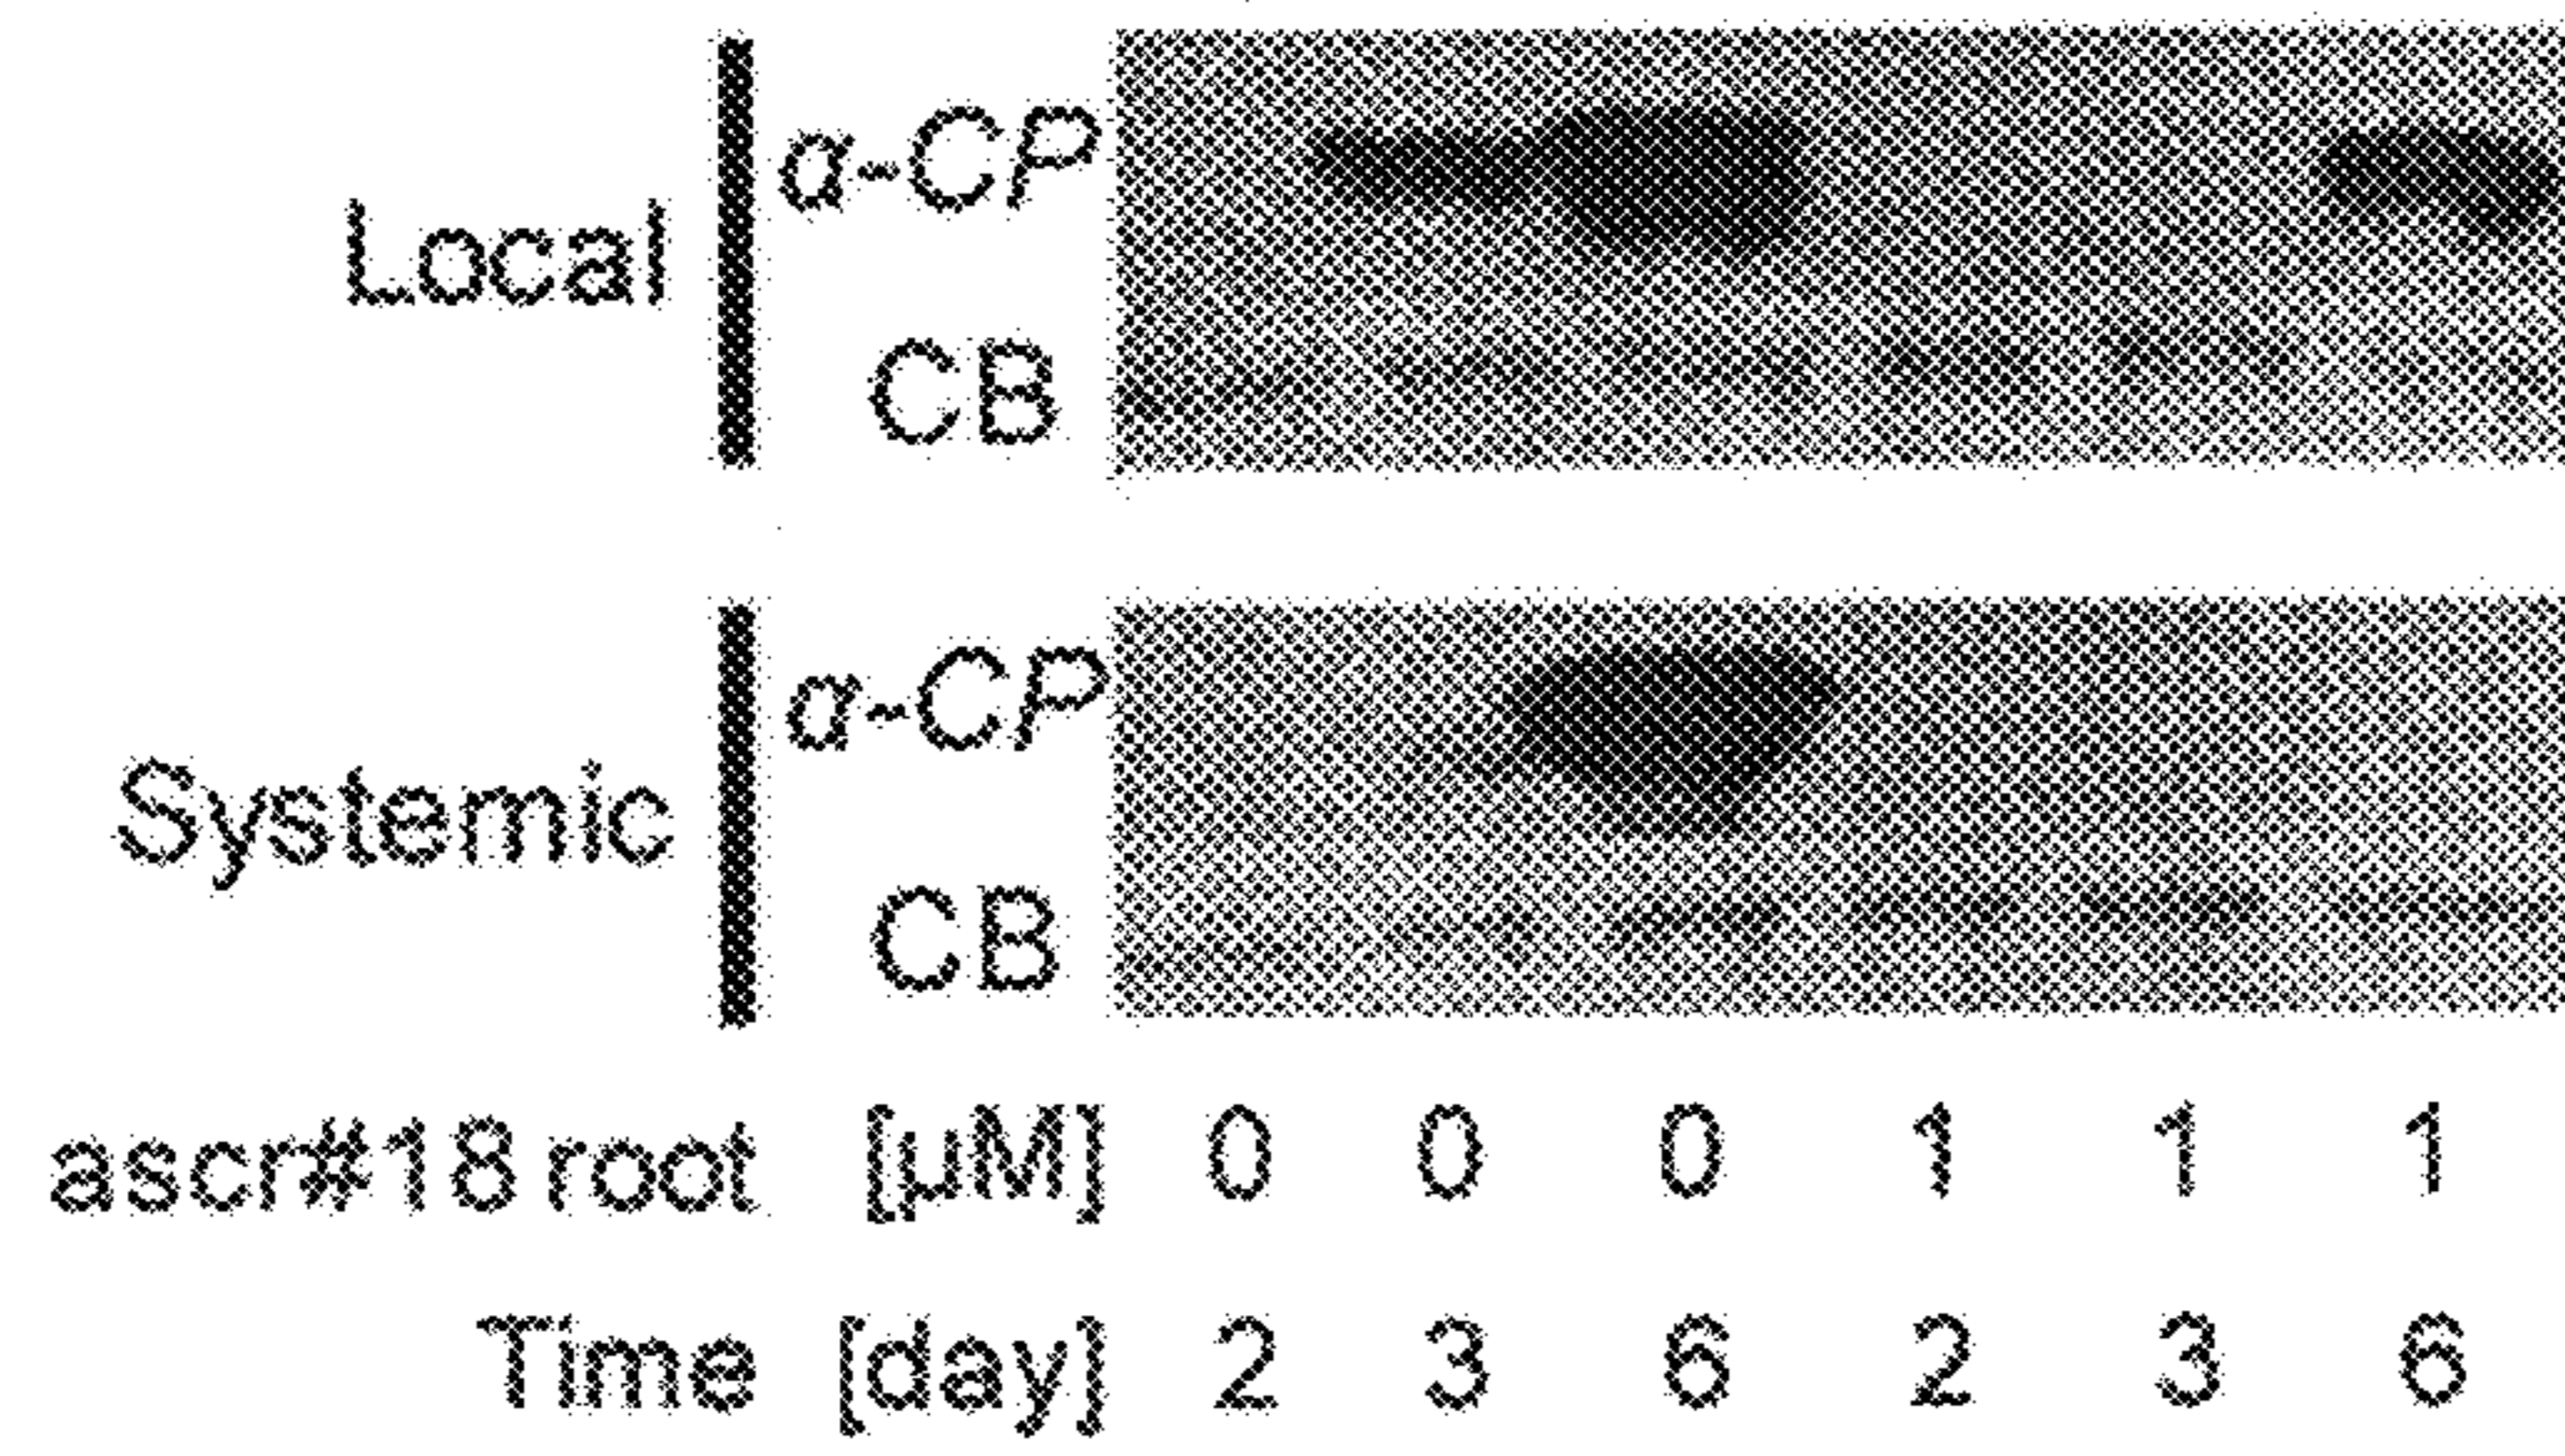 α-CP
Local
CB
α-CP
Systemic
CB
ascr#18 root [µM] 0 0 0 1 1 1
Time [day] 2 3 6 2 3 6